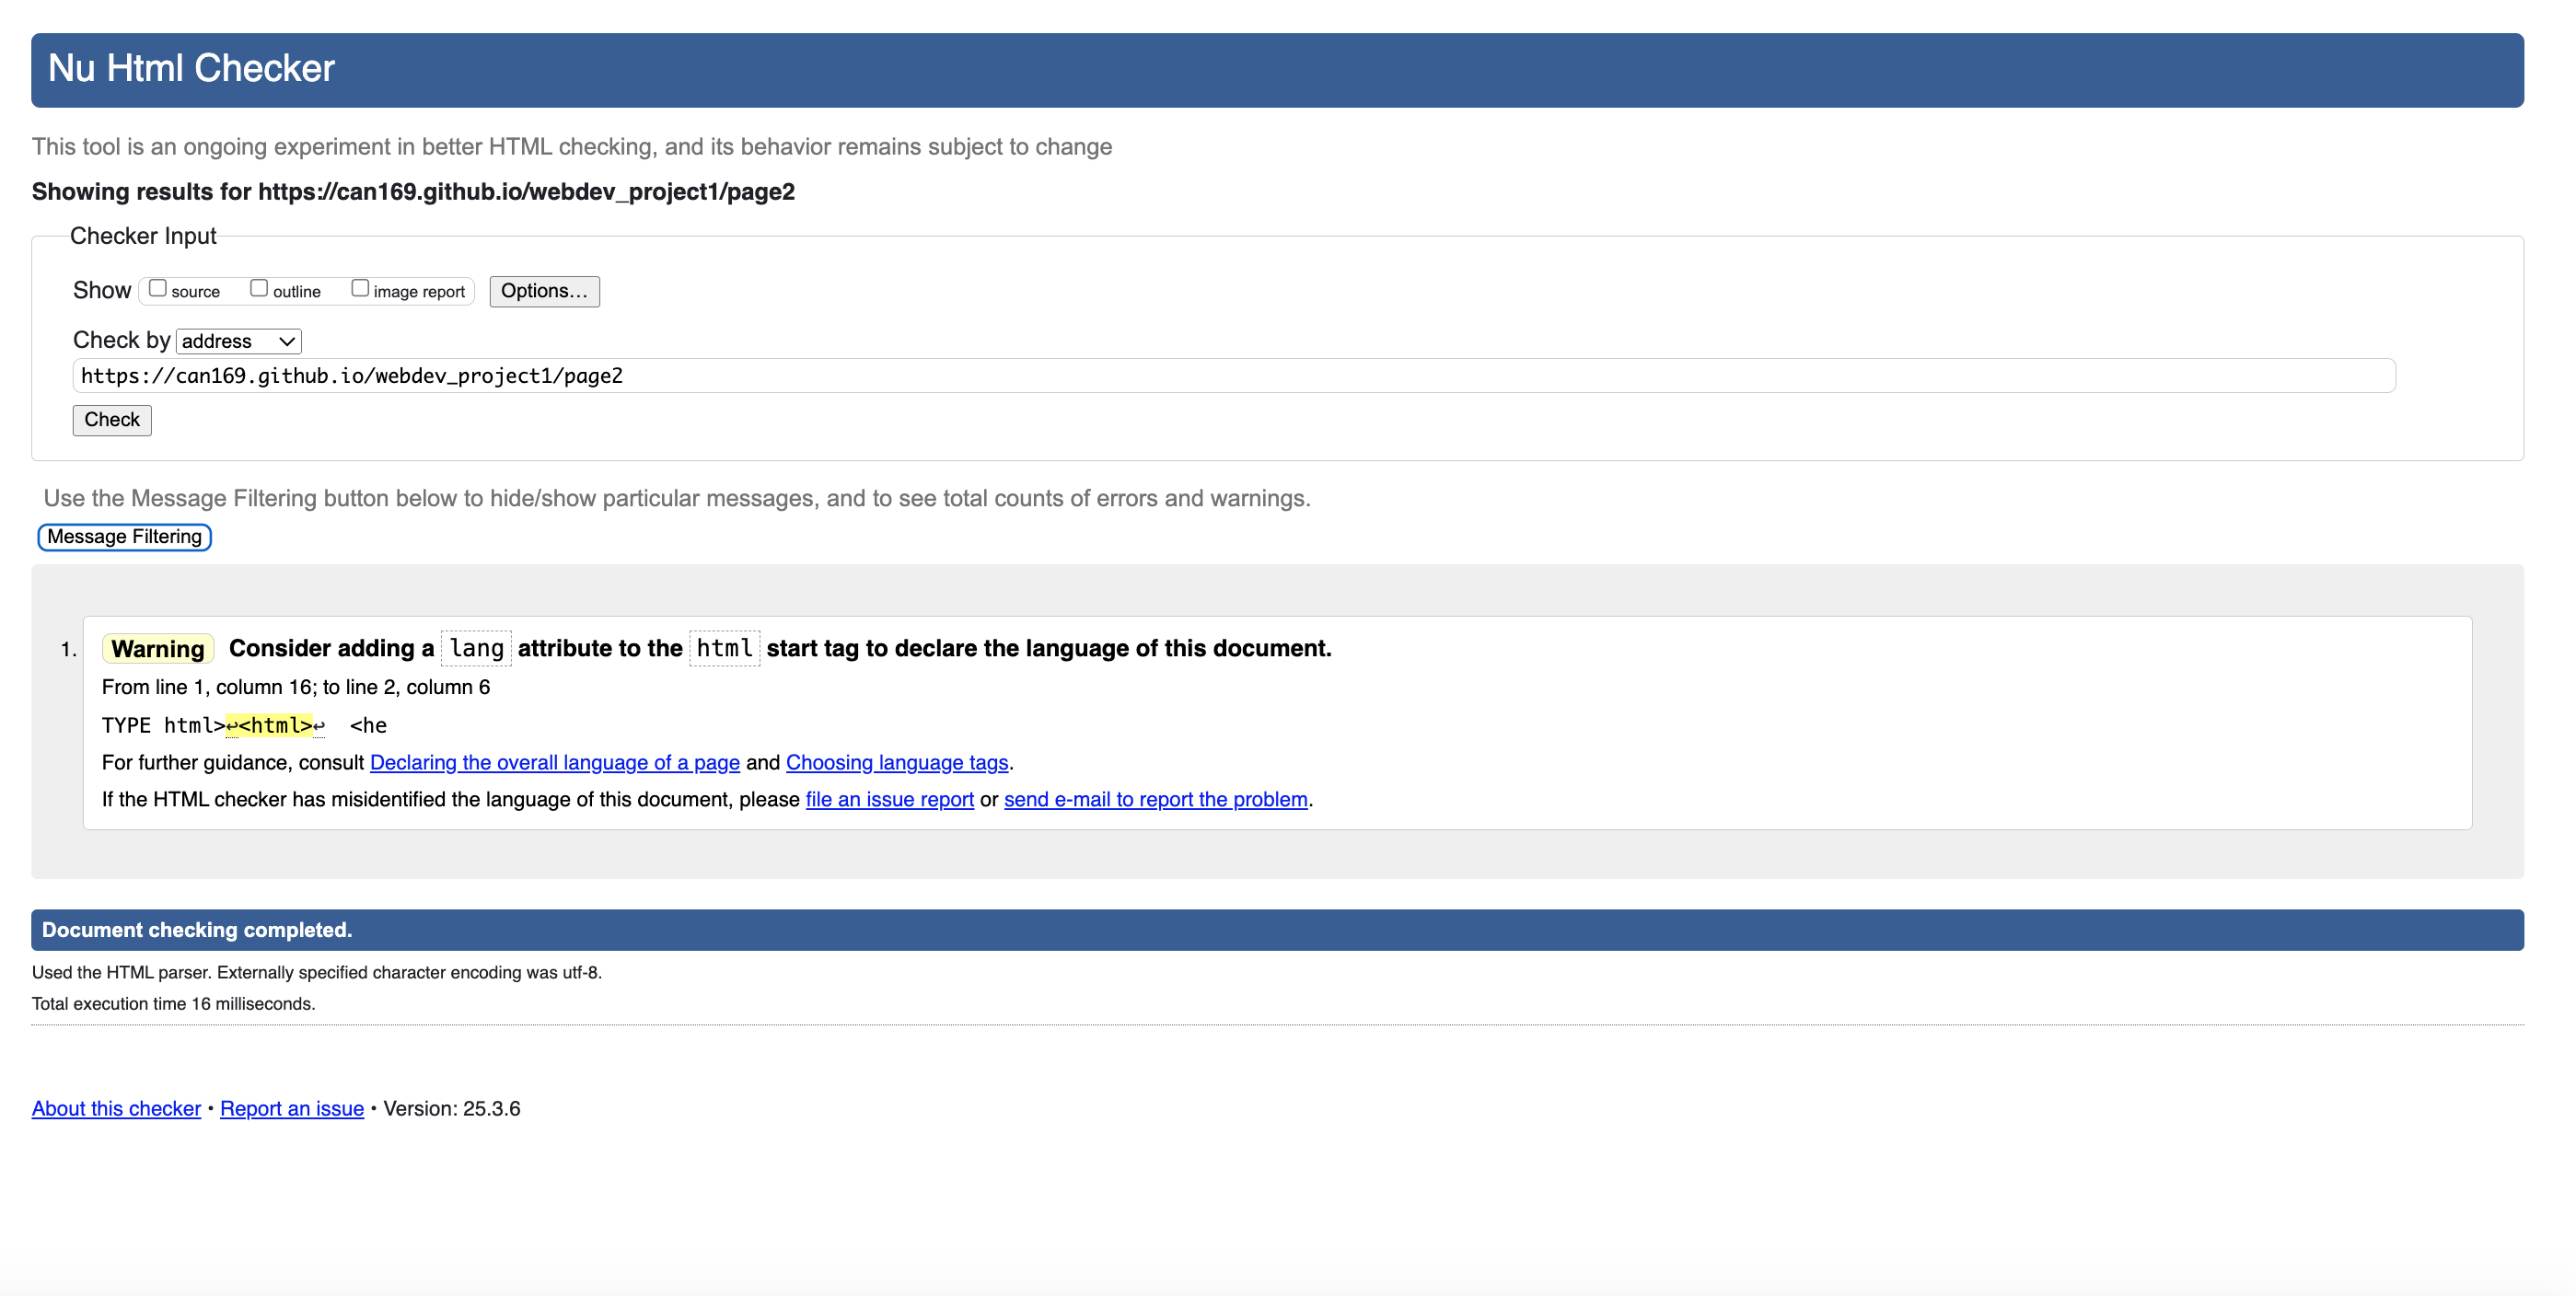 Nu Html Checker
This tool is an ongoing experiment in better HTML checking, and its behavior remains subject to change
Showing results for https://can169.github.io/webdev_project1/page2
Checker Input
Show source outline image report Options...
Check by address
https://can169.github.io/webdev_project1/page2
Check
Use the Message Filtering button below to hide/show particular messages, and to see total counts of errors and warnings.
Message Filtering
1. Warning Consider adding a lang attribute to the html start tag to declare the language of this document.
From line 1, column 16; to line 2, column 6
TYPE html>↩<html>↩ <he
For further guidance, consult Declaring the overall language of a page and Choosing language tags.
If the HTML checker has misidentified the language of this document, please file an issue report or send e-mail to report the problem.
Document checking completed.
Used the HTML parser. Externally specified character encoding was utf-8.
Total execution time 16 milliseconds.
About this checker • Report an issue • Version: 25.3.6